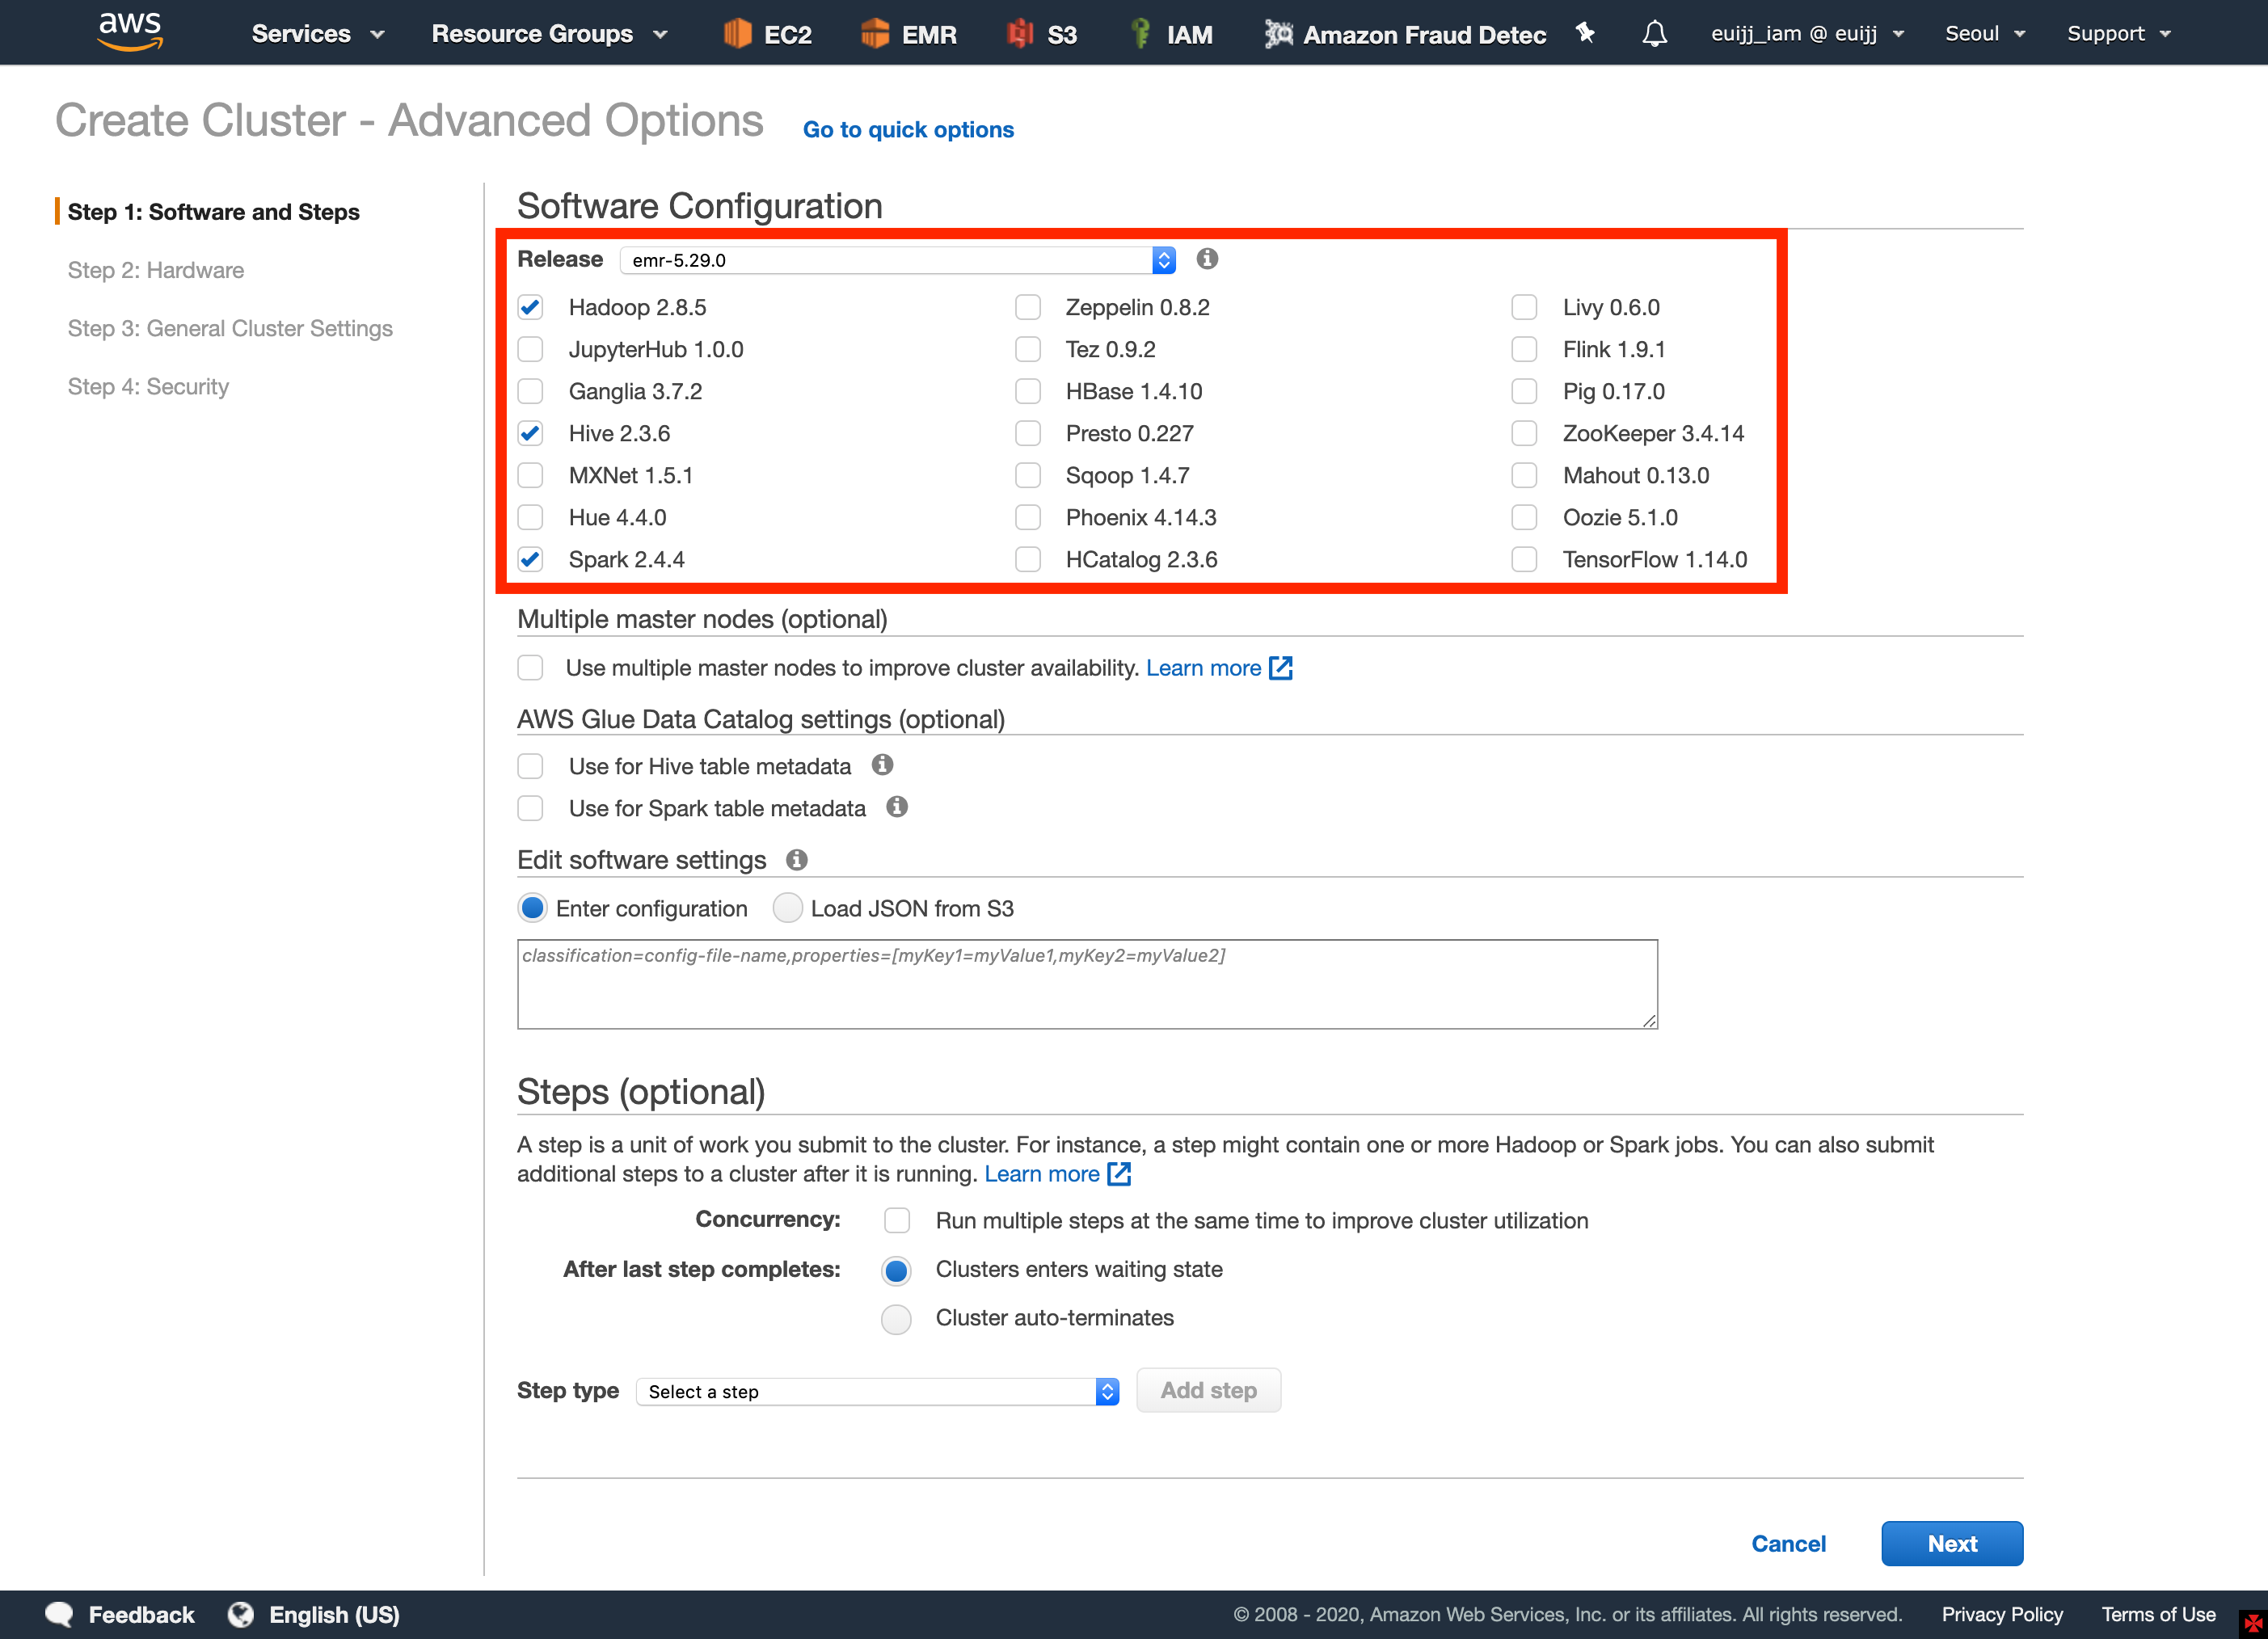 aws Services Resource Groups EC2 EMR S3 IAM Amazon Fraud Detec euijj_iam @ euijj Seoul Support
Create Cluster - Advanced Options Go to quick options
Step 1: Software and Steps
Step 2: Hardware
Step 3: General Cluster Settings
Step 4: Security
Software Configuration
Release emr-5.29.0
Hadoop 2.8.5 Zeppelin 0.8.2 Livy 0.6.0
JupyterHub 1.0.0 Tez 0.9.2 Flink 1.9.1
Ganglia 3.7.2 HBase 1.4.10 Pig 0.17.0
Hive 2.3.6 Presto 0.227 ZooKeeper 3.4.14
MXNet 1.5.1 Sqoop 1.4.7 Mahout 0.13.0
Hue 4.4.0 Phoenix 4.14.3 Oozie 5.1.0
Spark 2.4.4 HCatalog 2.3.6 TensorFlow 1.14.0
Multiple master nodes (optional)
Use multiple master nodes to improve cluster availability. Learn more
AWS Glue Data Catalog settings (optional)
Use for Hive table metadata
Use for Spark table metadata
Edit software settings
Enter configuration Load JSON from S3
classification=config-file-name,properties=[myKey1=myValue1,myKey2=myValue2]
Steps (optional)
A step is a unit of work you submit to the cluster. For instance, a step might contain one or more Hadoop or Spark jobs. You can also submit
additional steps to a cluster after it is running. Learn more
Concurrency: Run multiple steps at the same time to improve cluster utilization
After last step completes: Clusters enters waiting state
Cluster auto-terminates
Step type Select a step Add step
Cancel Next
Feedback English (US) © 2008 - 2020, Amazon Web Services, Inc. or its affiliates. All rights reserved. Privacy Policy Terms of Use